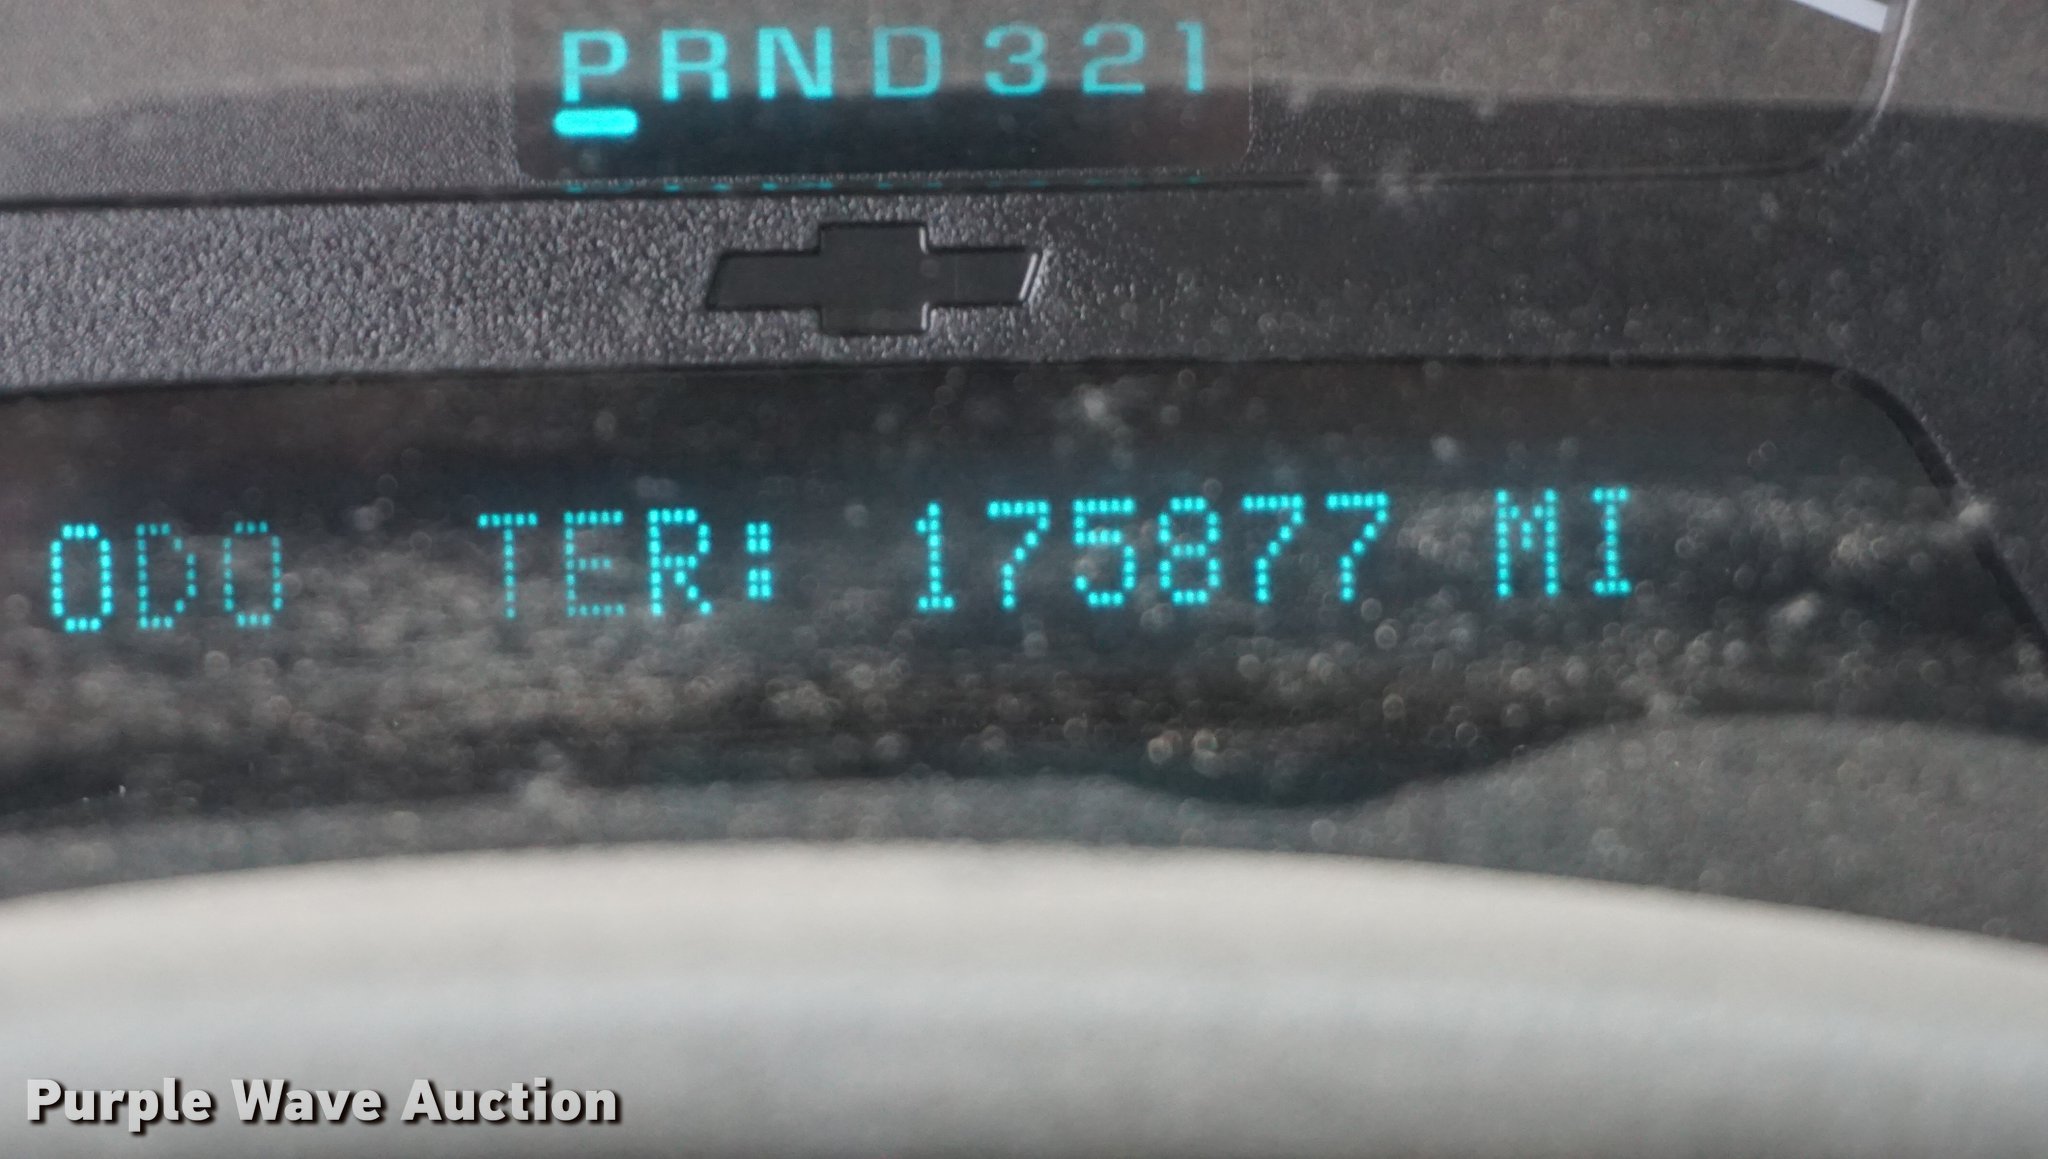 PRND321
ODO TER: 175877 MI
Purple Wave Auction